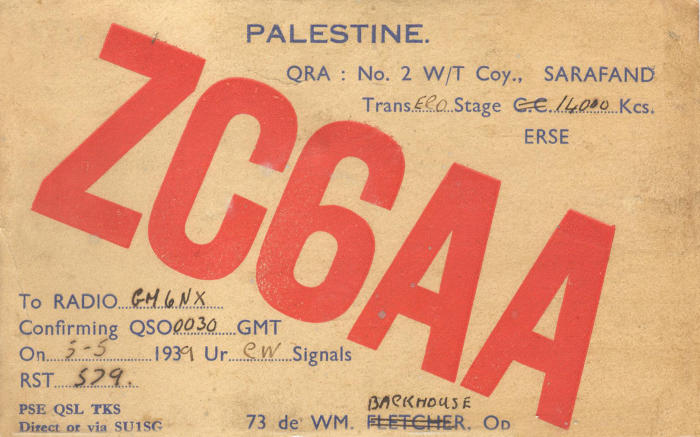 PALESTINE.
QRA : No. 2 W/T Coy., SARAFAND
Trans. ECO Stage C.C. 14,000 Kcs.
ERSE
ZC6AA
To RADIO GM6NX
Confirming QSO 0030 GMT
On 5-5 1939 Ur CW Signals
RST 579.
PSE QSL TKS
Direct or via SU1SG
BACKHOUSE
73 de WM. FLETCHER. Op